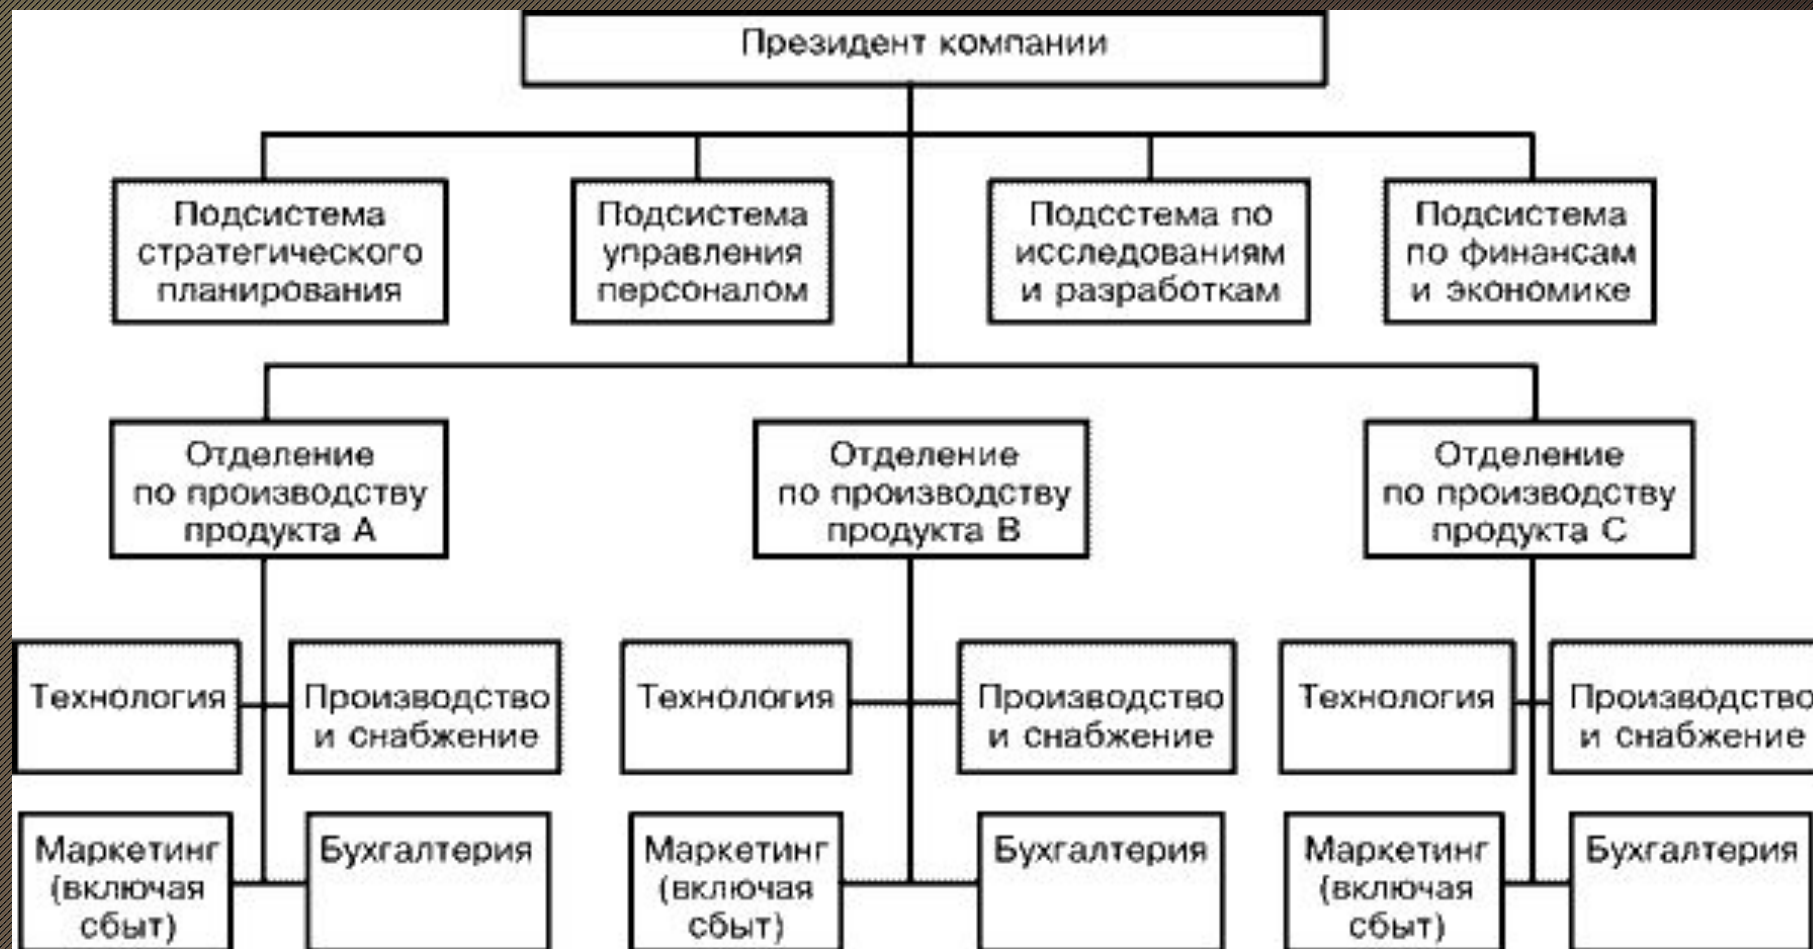 Президент компании
Подсистема
стратегического
планирования
Подсистема
управления
персоналом
Подсстема по
исследованиям
и разработкам
Подсистема
по финансам
и экономике
Отделение
по производству
продукта А
Отделение
по производству
продукта В
Отделение
по производству
продукта С
Технология
Производство
и снабжение
Технология
Производство
и снабжение
Технология
Производство
и снабжение
Маркетинг
(включая
сбыт)
Бухгалтерия
Маркетинг
(включая
сбыт)
Бухгалтерия
Маркетинг
(включая
сбыт)
Бухгалтерия